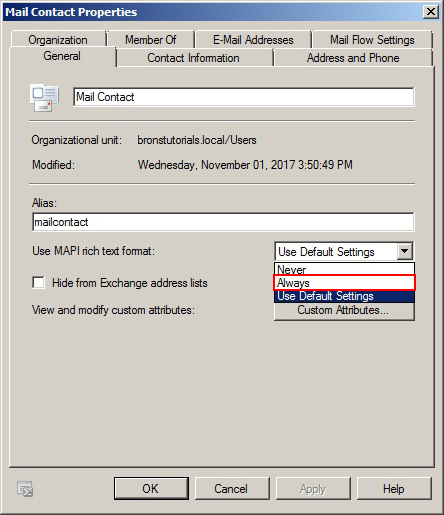 Mail Contact Properties
Organization Member Of E-Mail Addresses Mail Flow Settings
General Contact Information Address and Phone
Mail Contact
Organizational unit: bronstutorials.local/Users
Modified: Wednesday, November 01, 2017 3:50:49 PM
Alias:
mailcontact
Use MAPI rich text format: Use Default Settings
Never
Hide from Exchange address lists Always
Use Default Settings
View and modify custom attributes: Custom Attributes...
OK Cancel Apply Help